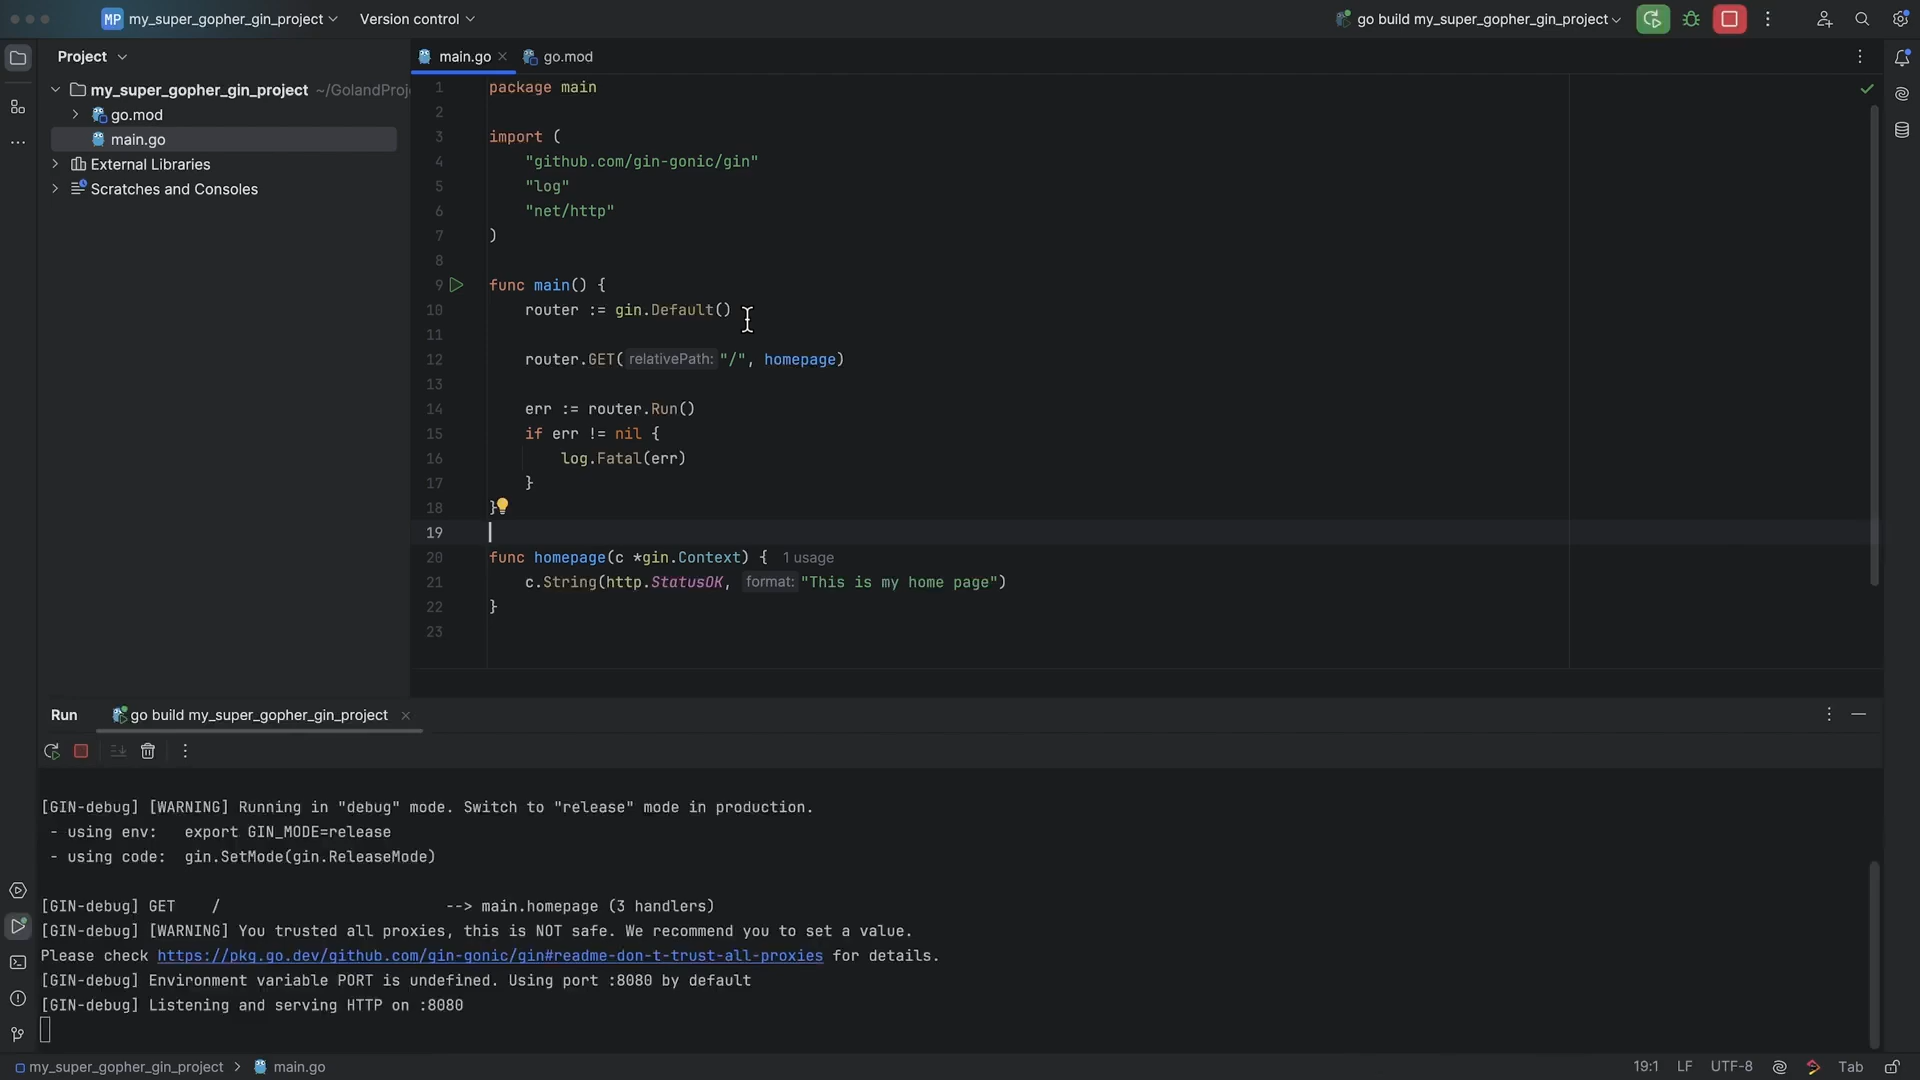 MP my_super_gopher_gin_project Version control go build my_super_gopher_gin_project
Project
my_super_gopher_gin_project ~/GolandProj
go.mod
main.go
External Libraries
Scratches and Consoles
main.go go.mod
1 package main
2
3 import (
4 "github.com/gin-gonic/gin"
5 "log"
6 "net/http"
7 )
8
9 func main() {
10 router := gin.Default()
11
12 router.GET( relativePath: "/", homepage)
13
14 err := router.Run()
15 if err != nil {
16 log.Fatal(err)
17 }
18 }
19
20 func homepage(c *gin.Context) { 1 usage
21 c.String(http.StatusOK, format: "This is my home page")
22 }
23
Run go build my_super_gopher_gin_project
[GIN-debug] [WARNING] Running in "debug" mode. Switch to "release" mode in production.
- using env: export GIN_MODE=release
- using code: gin.SetMode(gin.ReleaseMode)
[GIN-debug] GET / --> main.homepage (3 handlers)
[GIN-debug] [WARNING] You trusted all proxies, this is NOT safe. We recommend you to set a value.
Please check https://pkg.go.dev/github.com/gin-gonic/gin#readme-don-t-trust-all-proxies for details.
[GIN-debug] Environment variable PORT is undefined. Using port :8080 by default
[GIN-debug] Listening and serving HTTP on :8080
my_super_gopher_gin_project main.go 19:1 LF UTF-8 Tab